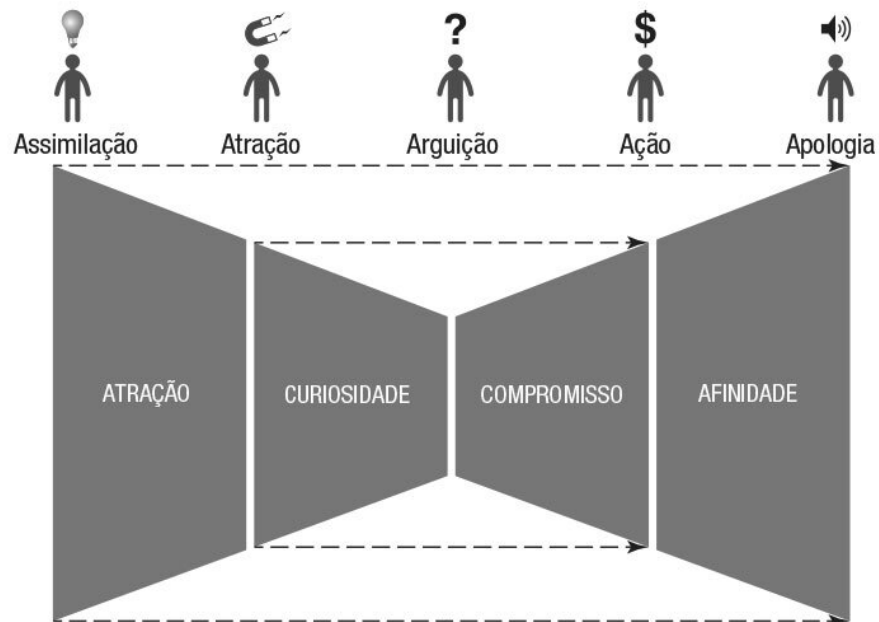 ? $
Assimilação Atração Arguição Ação Apologia
ATRAÇÃO CURIOSIDADE COMPROMISSO AFINIDADE